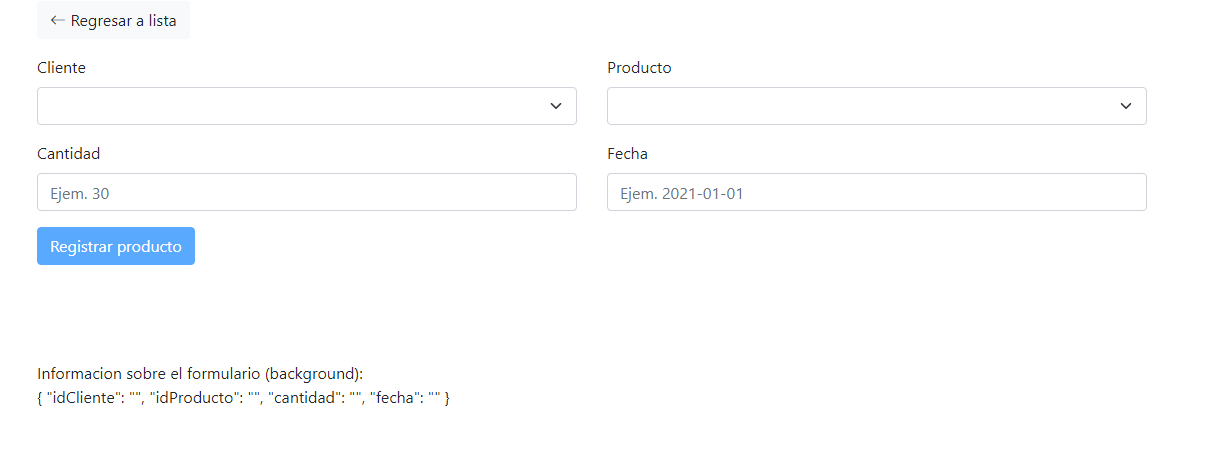 ← Regresar a lista
Cliente
Producto
Cantidad
Fecha
Ejem. 30
Ejem. 2021-01-01
Registrar producto
Informacion sobre el formulario (background):
{ "idCliente": "", "idProducto": "", "cantidad": "", "fecha": "" }